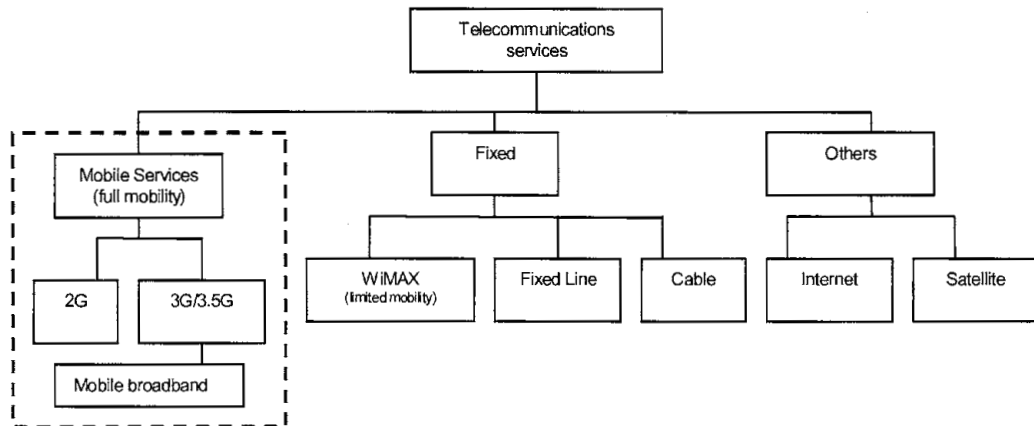 Telecommunications
services
Mobile Services
(full mobility)
Fixed
Others
2G
3G/3.5G
WiMAX
(limited mobility)
Fixed Line
Cable
Internet
Satellite
Mobile broadband